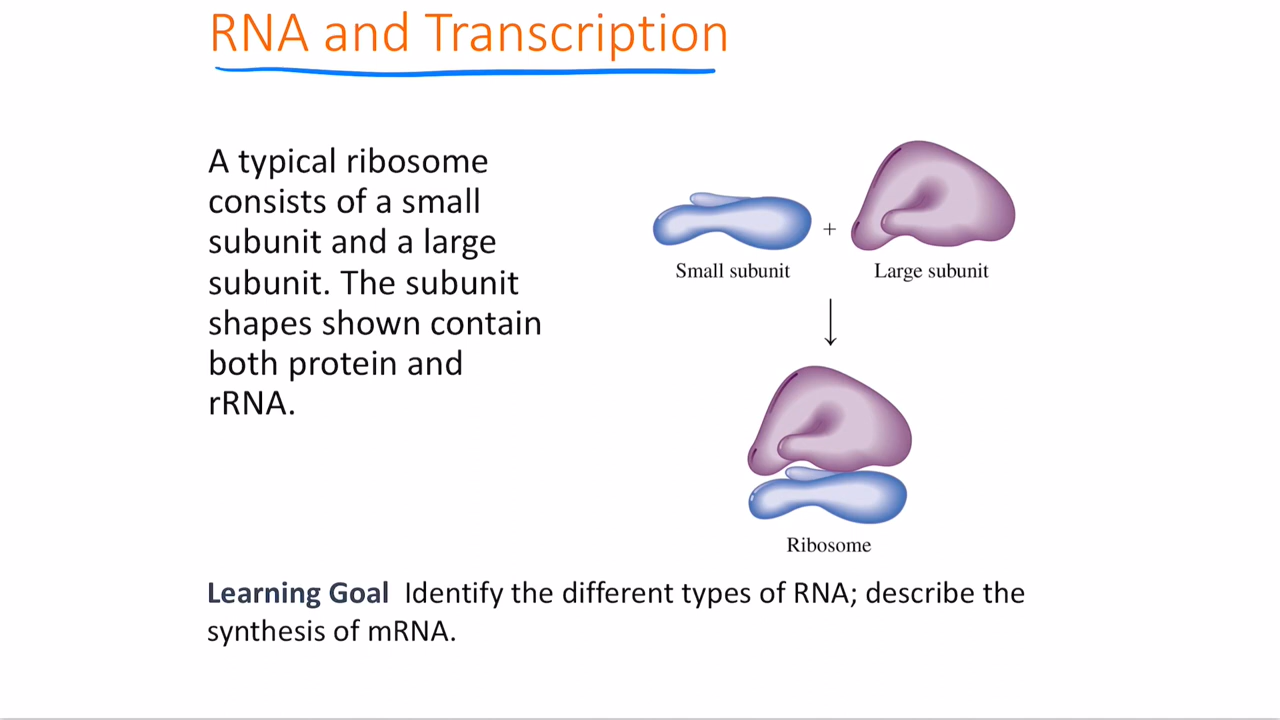 RNA and Transcription
A typical ribosome
consists of a small
subunit and a large
subunit. The subunit
shapes shown contain
both protein and
rRNA.
+
Small subunit
Large subunit
Ribosome
Learning Goal Identify the different types of RNA; describe the
synthesis of mRNA.